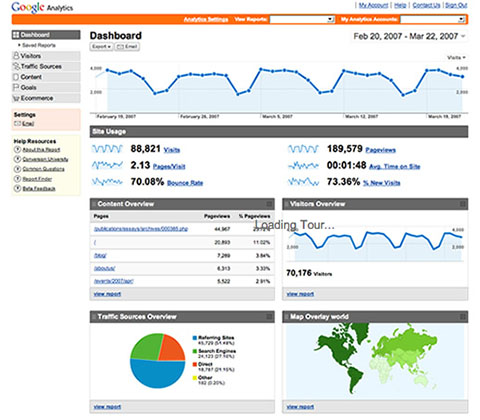 Google Analytics
My Account | Help | Contact Us | Sign Out
Analytics Settings View Reports: My Analytics Accounts:
Dashboard
Saved Reports
Visitors
Traffic Sources
Content
Goals
Ecommerce
Settings
Email
Help Resources
About this Report
Conversion University
Common Questions
Report Finder
Beta Feedback
Dashboard
Feb 20, 2007 - Mar 22, 2007
Export
Email
Visits
4,000 4,000
2,000 2,000
February 19, 2007 February 26, 2007 March 5, 2007 March 12, 2007 March 19, 2007
Site Usage
88,821 Visits
189,579 Pageviews
2.13 Pages/Visit
00:01:48 Avg. Time on Site
70.08% Bounce Rate
73.36% % New Visits
Content Overview
Pages Pageviews % Pageviews
44,967
/ 20,893 11.02%
/blog/ 7,269 3.84%
/aboutus/ 6,313 3.33%
/events/2007/apr/ 5,522 2.91%
view report
Loading Tour...
Visitors Overview
4,000 4,000
2,000 2,000
70,176 Visitors
view report
Traffic Sources Overview
Referring Sites
Search Engines
Direct
Other
view report
Map Overlay world
view report